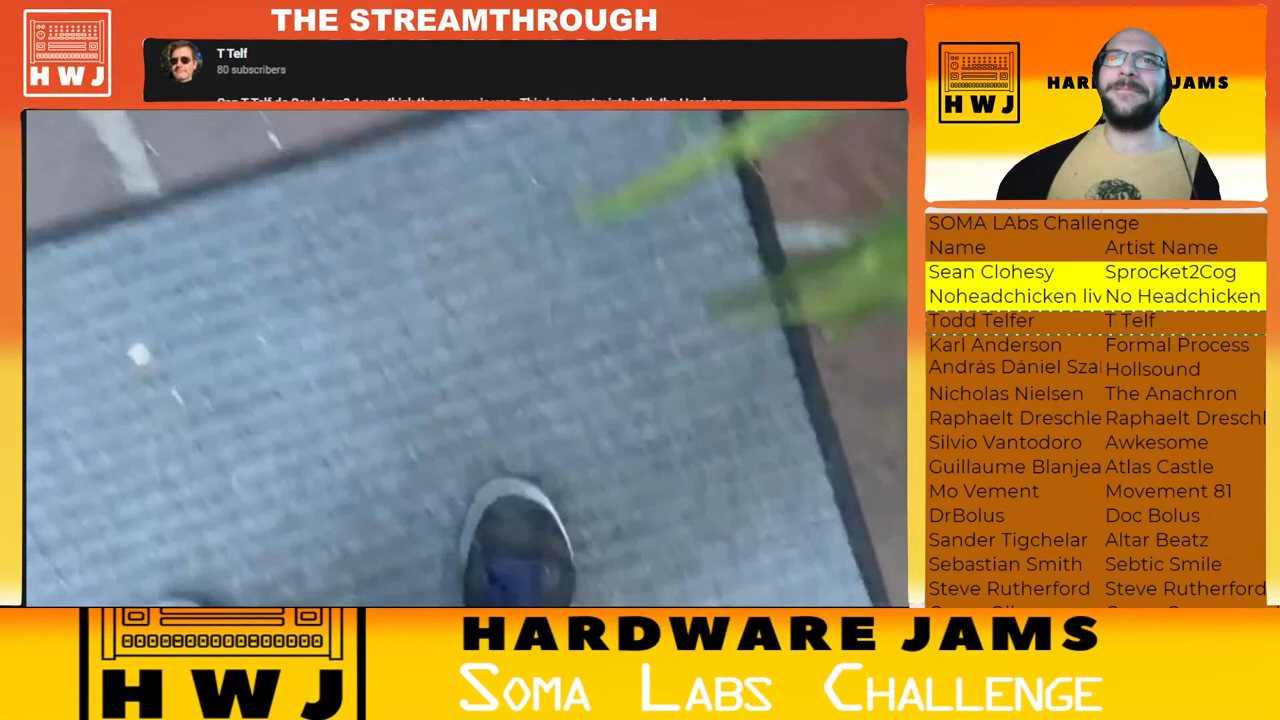 THE STREAMTHROUGH
HWJ
T Telf
80 subscribers
HWJ
HAR JAMS
SOMA LAbs Challenge
Name Artist Name
Sean Clohesy Sprocket2Cog
Noheadchicken liv No Headchicken
Todd Telfer T Telf
Karl Anderson Formal Process
András Dániel Sza Hollsound
Nicholas Nielsen The Anachron
Raphaelt Dreschle Raphaelt Dreschl
Silvio Vantodoro Awkesome
Guillaume Blanjea Atlas Castle
Mo Vement Movement 81
DrBolus Doc Bolus
Sander Tigchelar Altar Beatz
Sebastian Smith Sebtic Smile
Steve Rutherford Steve Rutherford
HWJ
HARDWARE JAMS
SOMA LABS CHALLENGE